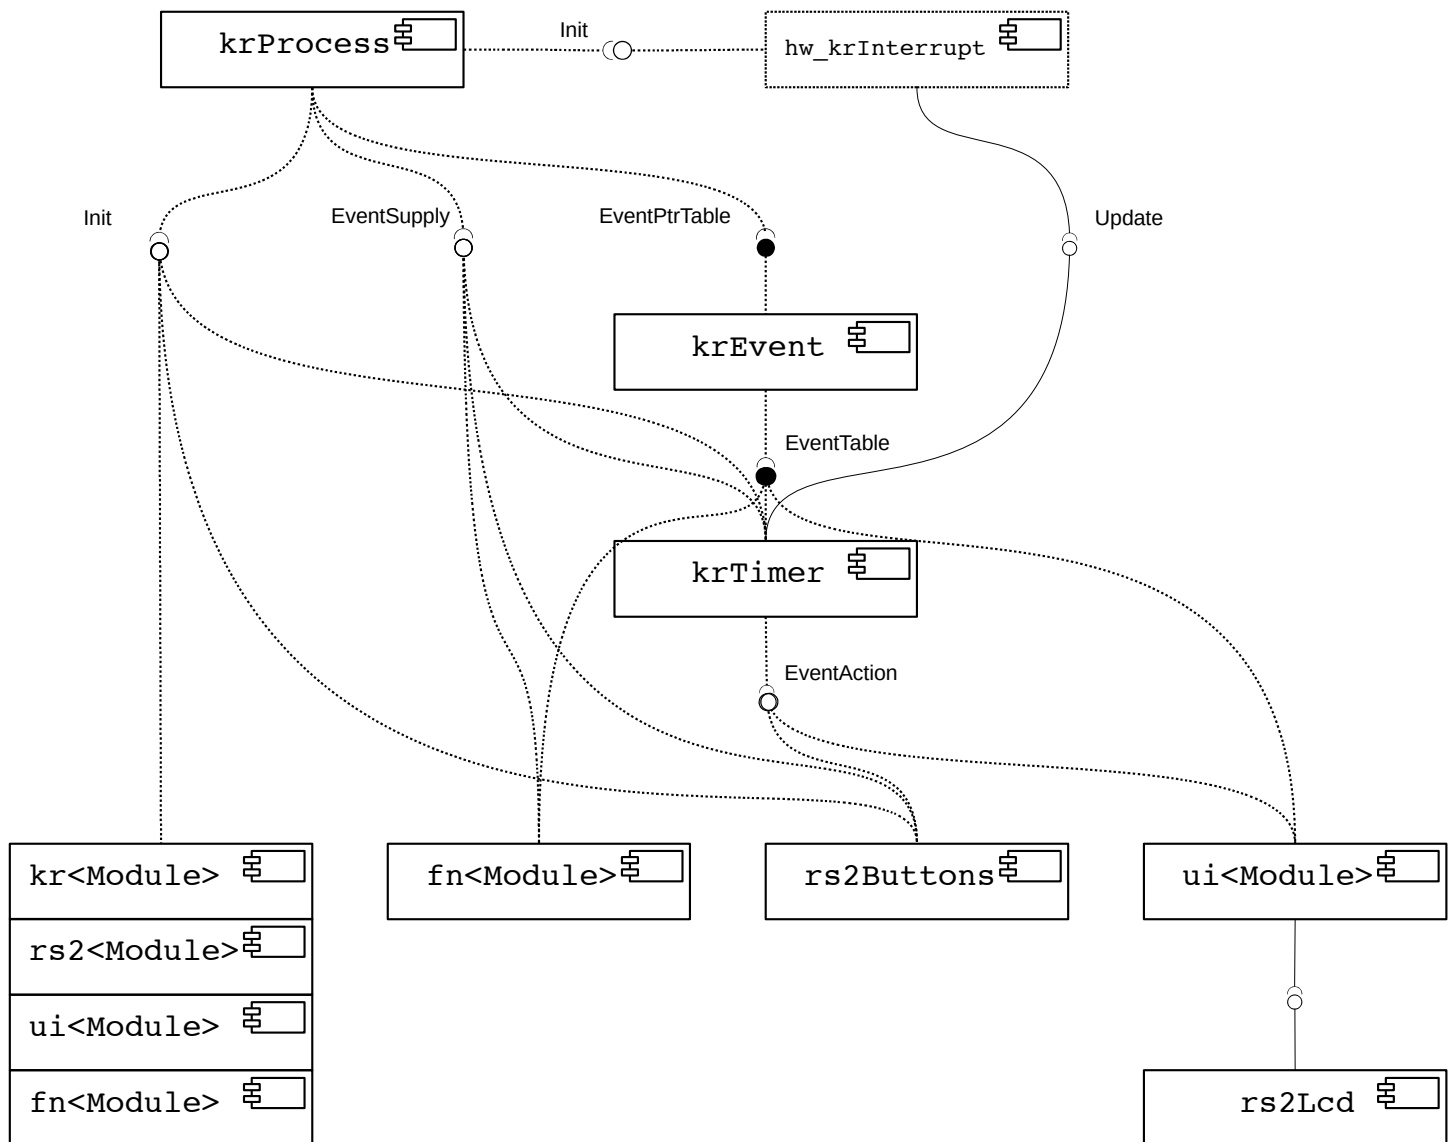 krProcess
Init
hw_krInterrupt
Init
EventSupply
EventPtrTable
Update
krEvent
EventTable
krTimer
EventAction
kr<Module>
fn<Module>
rs2Buttons
ui<Module>
rs2<Module>
ui<Module>
fn<Module>
rs2Lcd